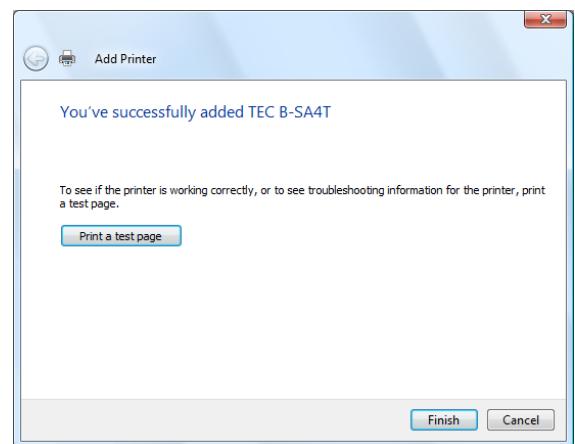 Add Printer
You've successfully added TEC B-SA4T
To see if the printer is working correctly, or to see troubleshooting information for the printer, print
a test page.
Print a test page
Finish Cancel